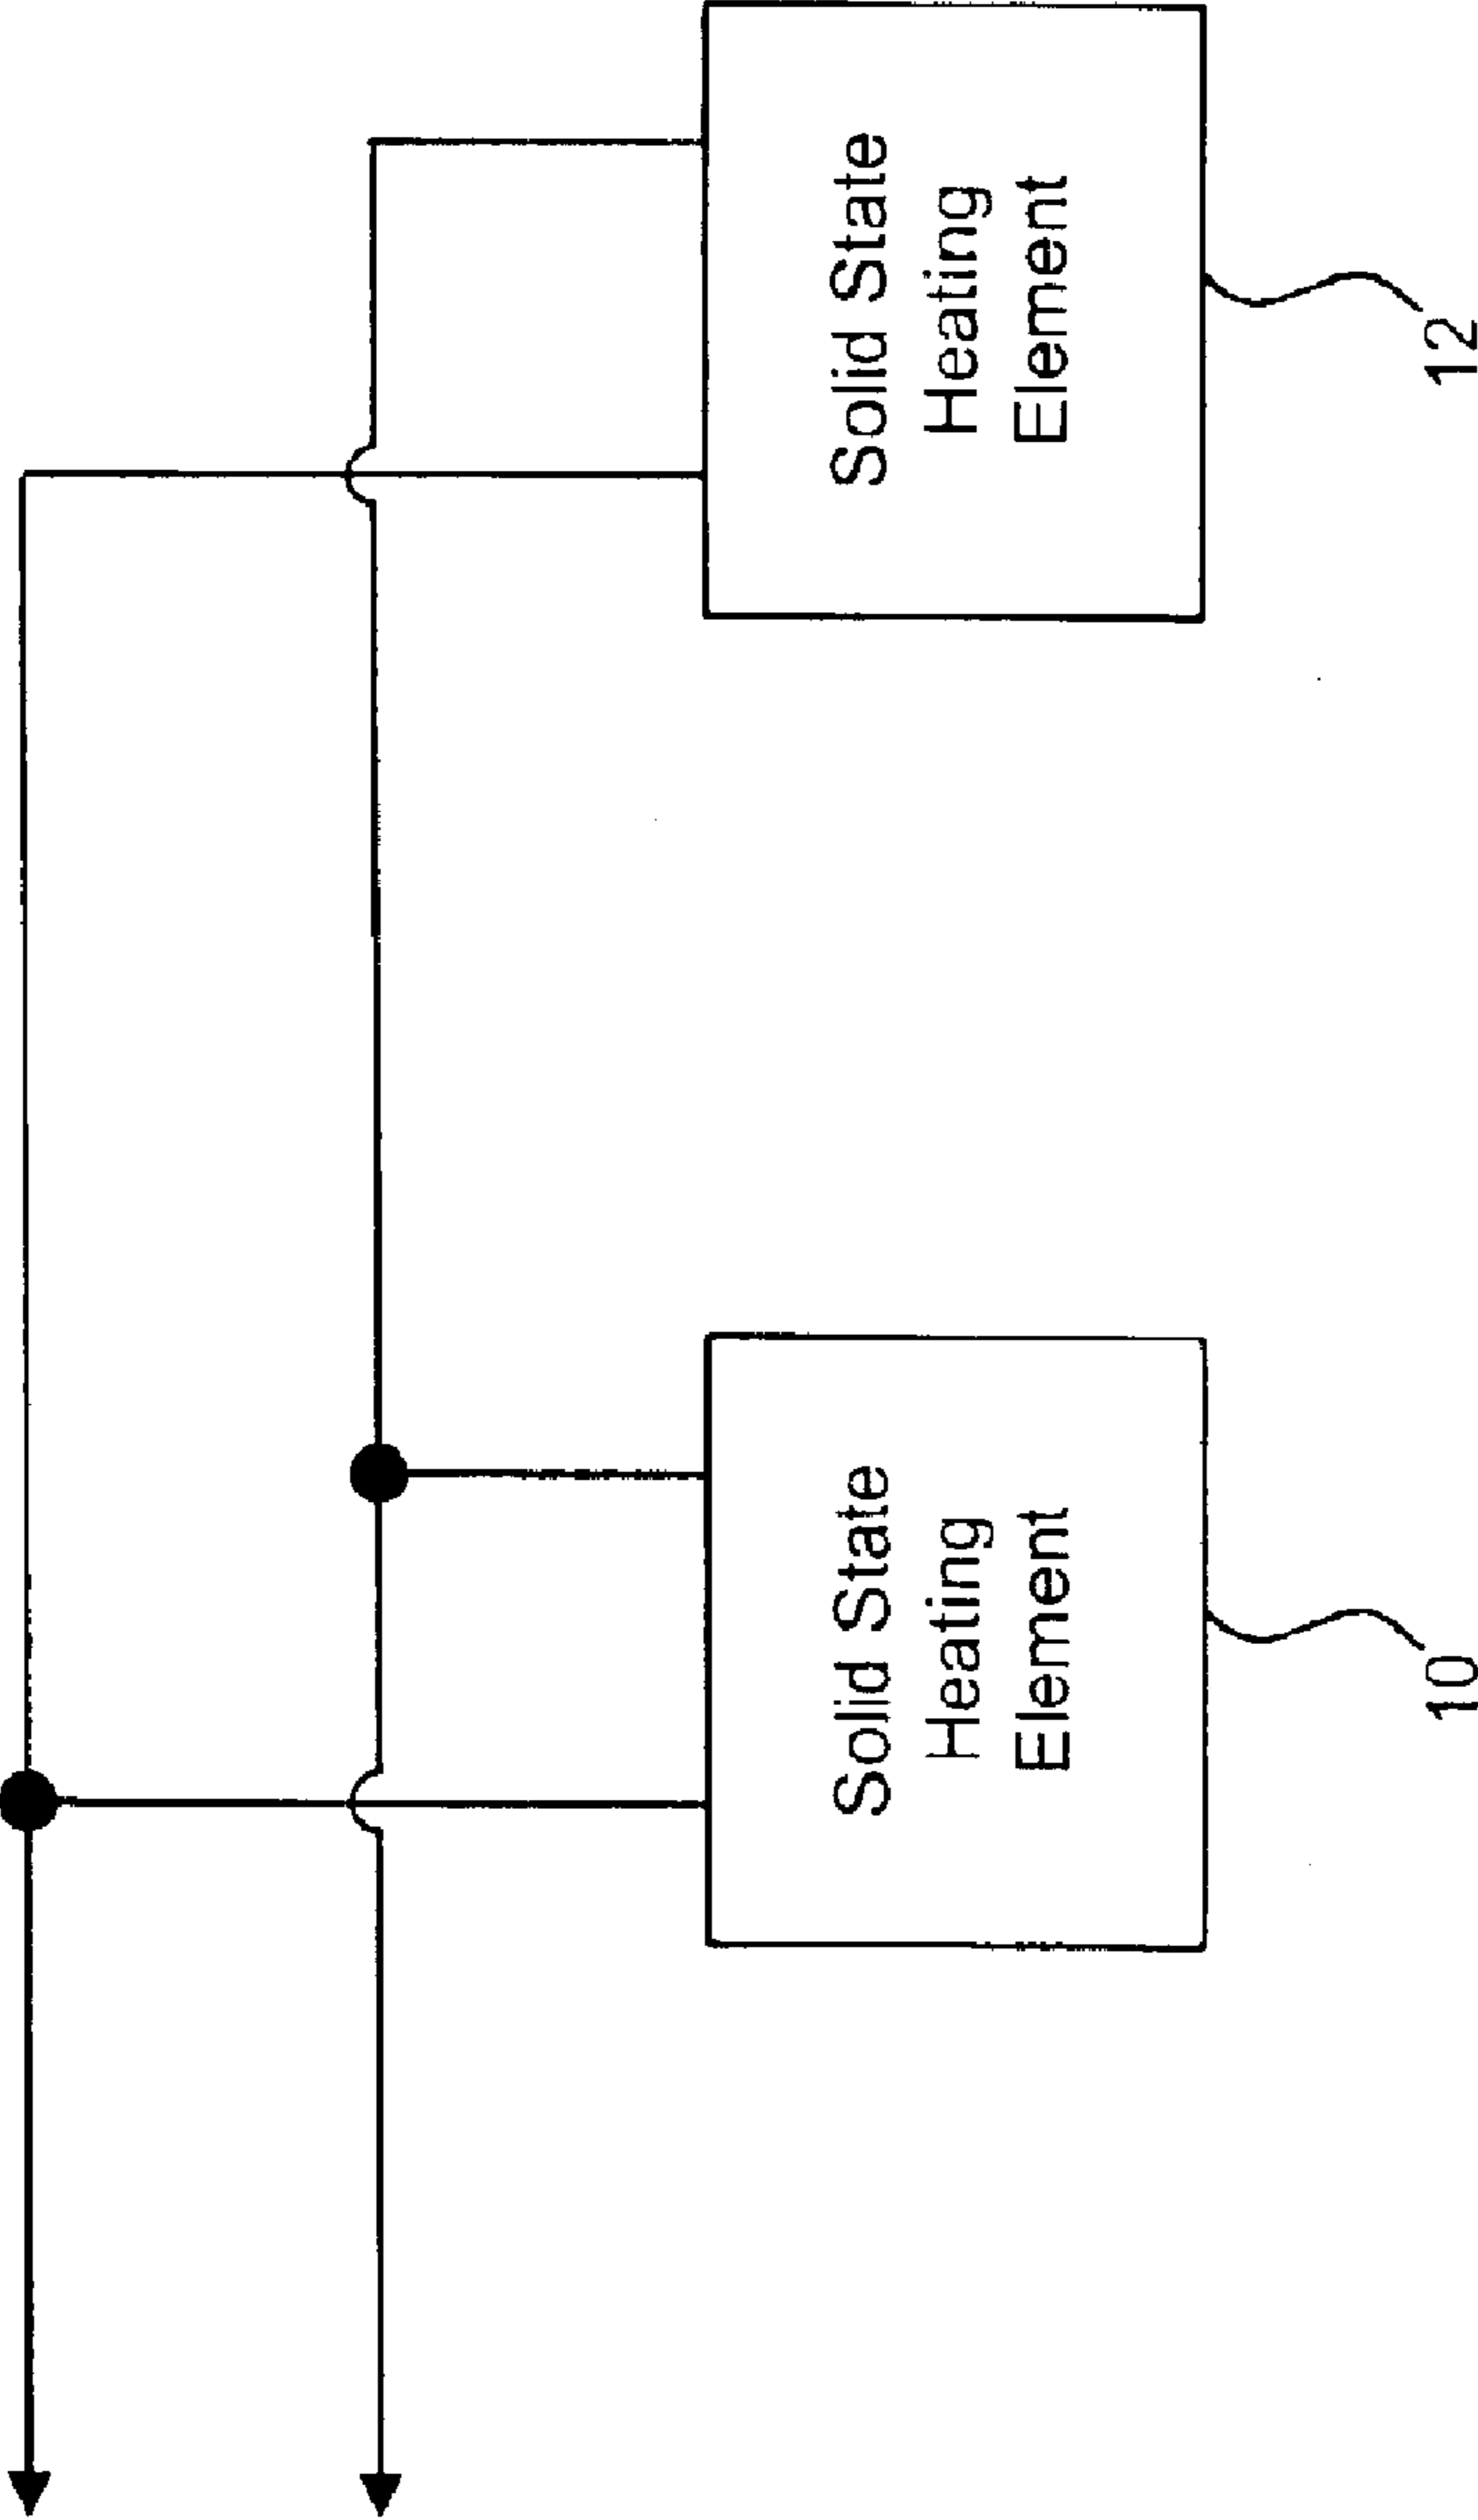 Solid State
Heating
Element
10
Solid State
Heating
Element
12